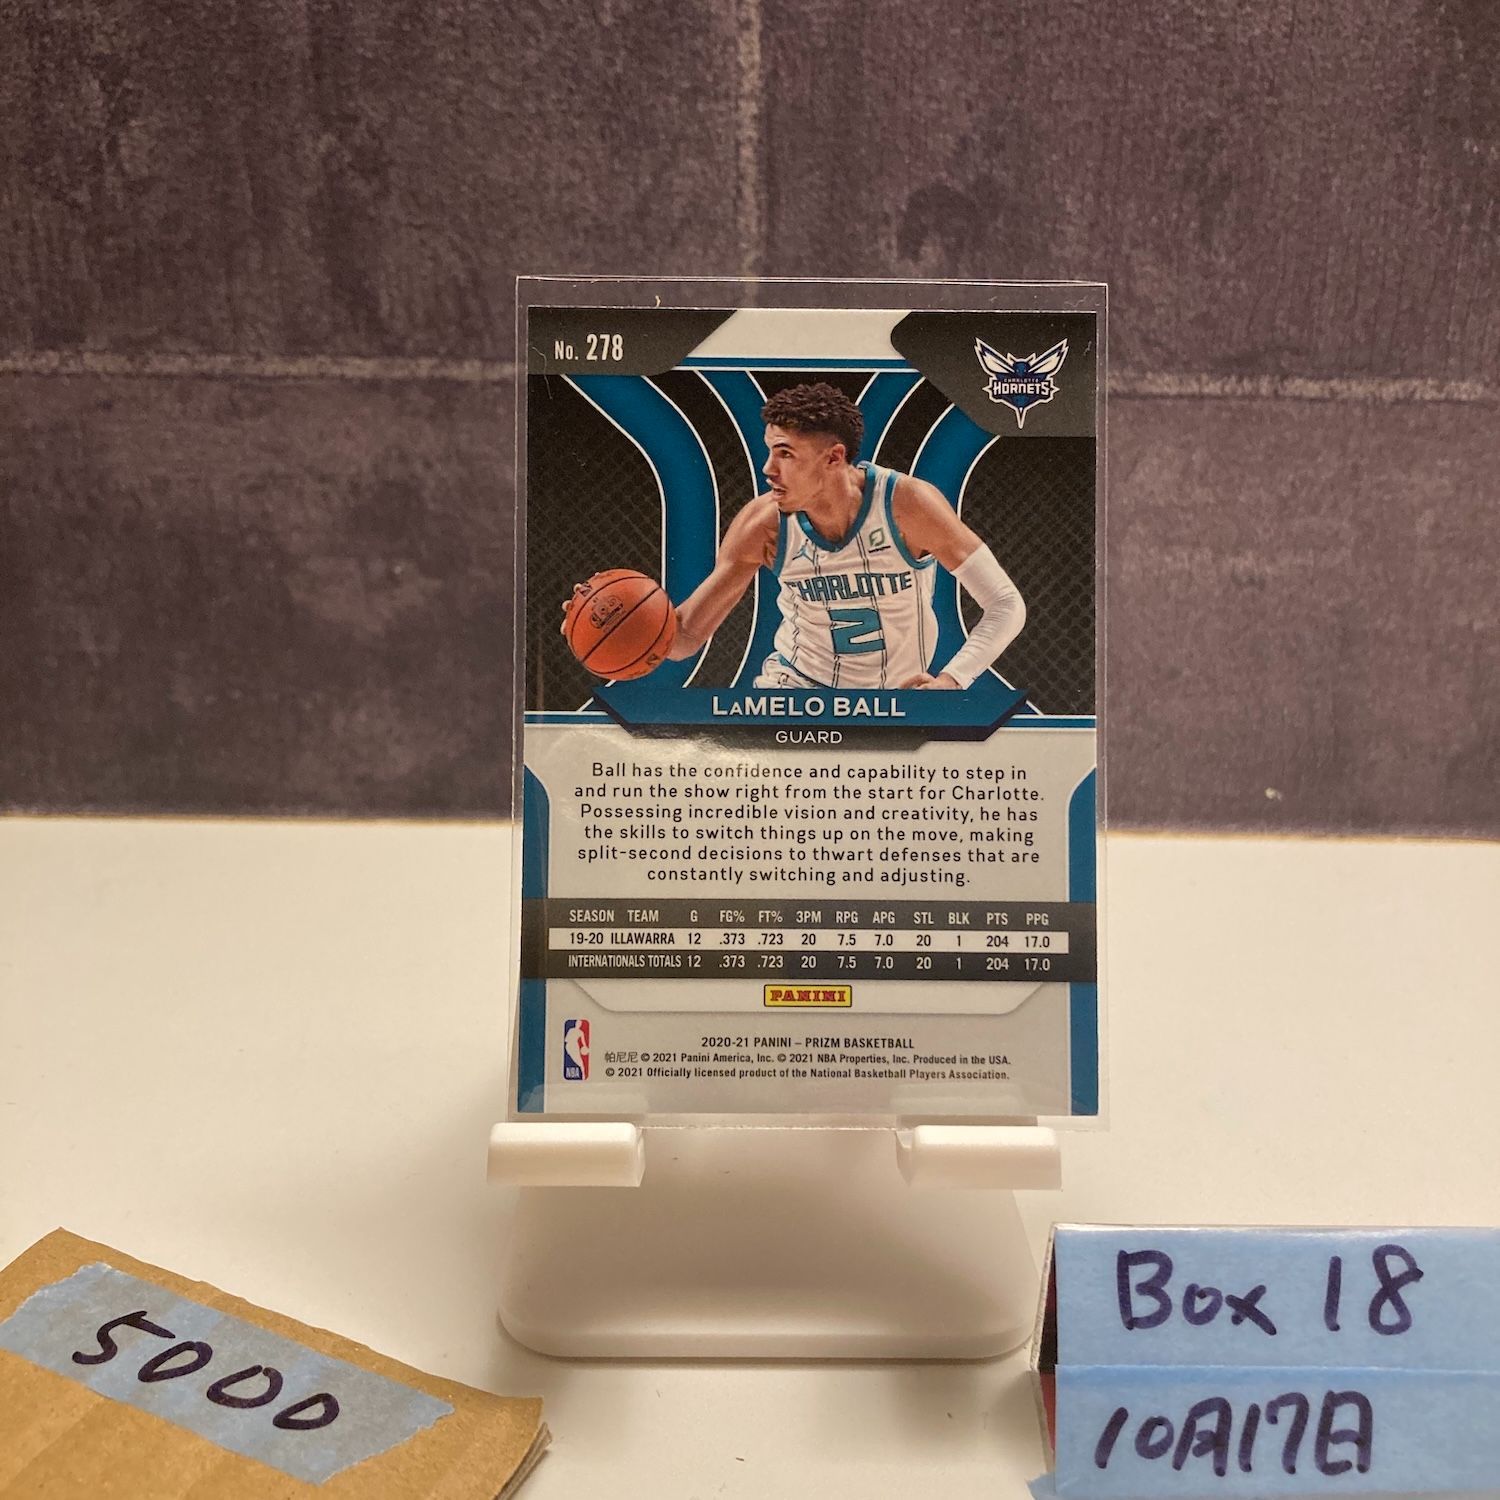 No. 278
CHARLOTTE
HORNETS
CHARLOTTE
2
LAMELO BALL
GUARD
Ball has the confidence and capability to step in
and run the show right from the start for Charlotte.
Possessing incredible vision and creativity, he has
the skills to switch things up on the move, making
split-second decisions to thwart defenses that are
constantly switching and adjusting.
SEASON TEAM G FG% FT% 3PM RPG APG STL BLK PTS PPG
19-20 ILLAWARRA 12 .373 .723 20 7.5 7.0 20 1 204 17.0
INTERNATIONALS TOTALS 12 .373 .723 20 7.5 7.0 20 1 204 17.0
PANINI
NBA
2020-21 PANINI – PRIZM BASKETBALL
帕尼尼 © 2021 Panini America, Inc. © 2021 NBA Properties, Inc. Produced in the USA.
© 2021 Officially licensed product of the National Basketball Players Association.
5000
Box 18
10月17日